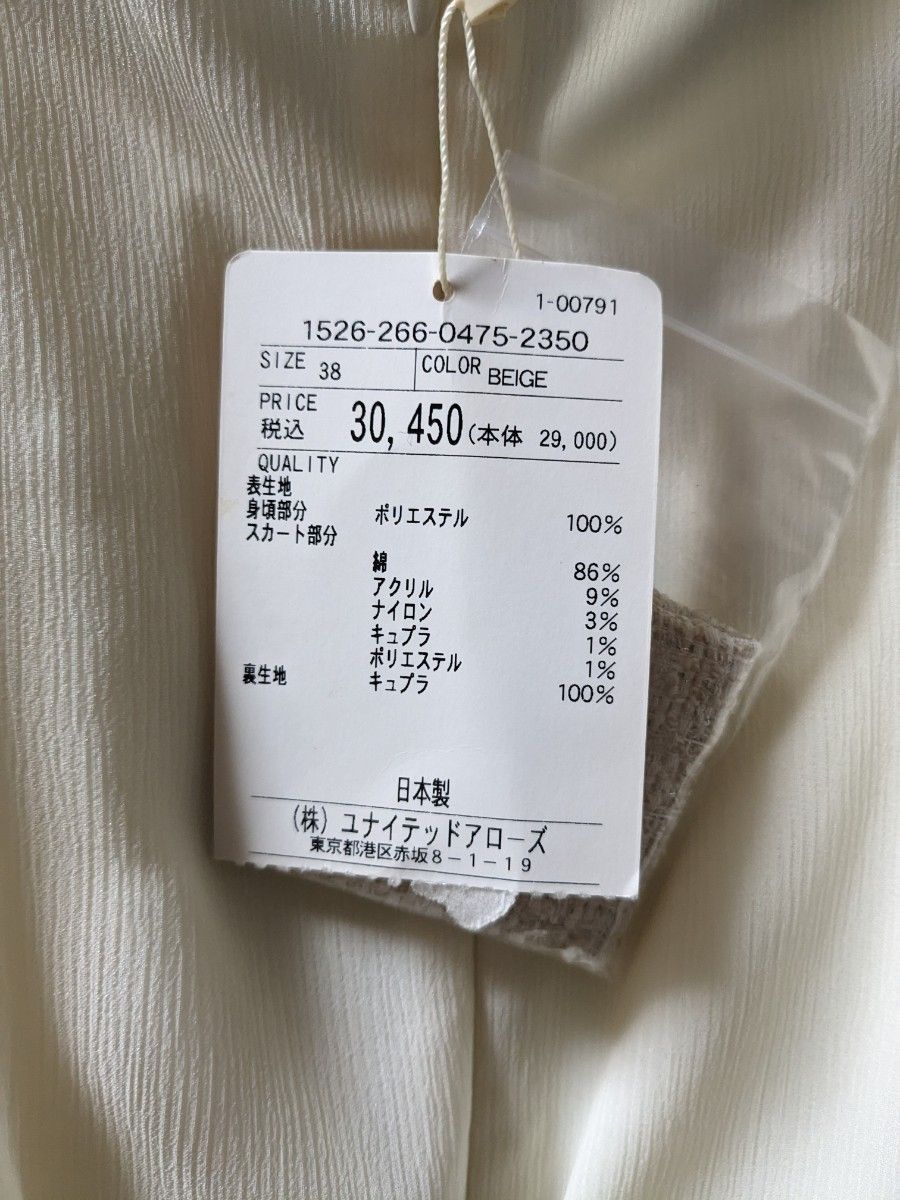 1-00791
1526-266-0475-2350
SIZE 38 COLOR BEIGE
PRICE
税込 30,450(本体 29,000)
QUALITY
表生地
身頃部分 ポリエステル 100%
スカート部分
綿 86%
アクリル 9%
ナイロン 3%
キュプラ 1%
ポリエステル 1%
裏生地 キュプラ 100%
日本製
(株) ユナイテッドアローズ
東京都港区赤坂8-1-19